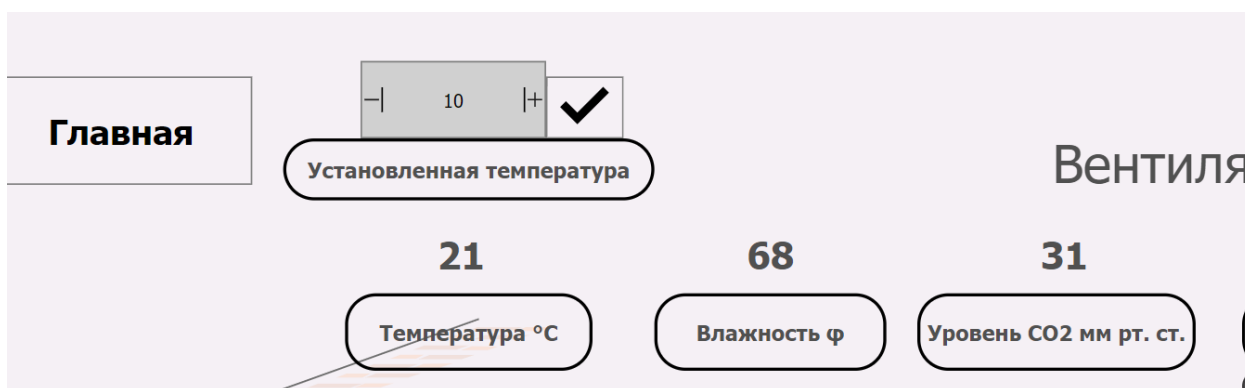 10
Главная
Установленная температура
Вентиля
21
68
31
Температура °C
Влажность φ
Уровень CO2 мм рт. ст.